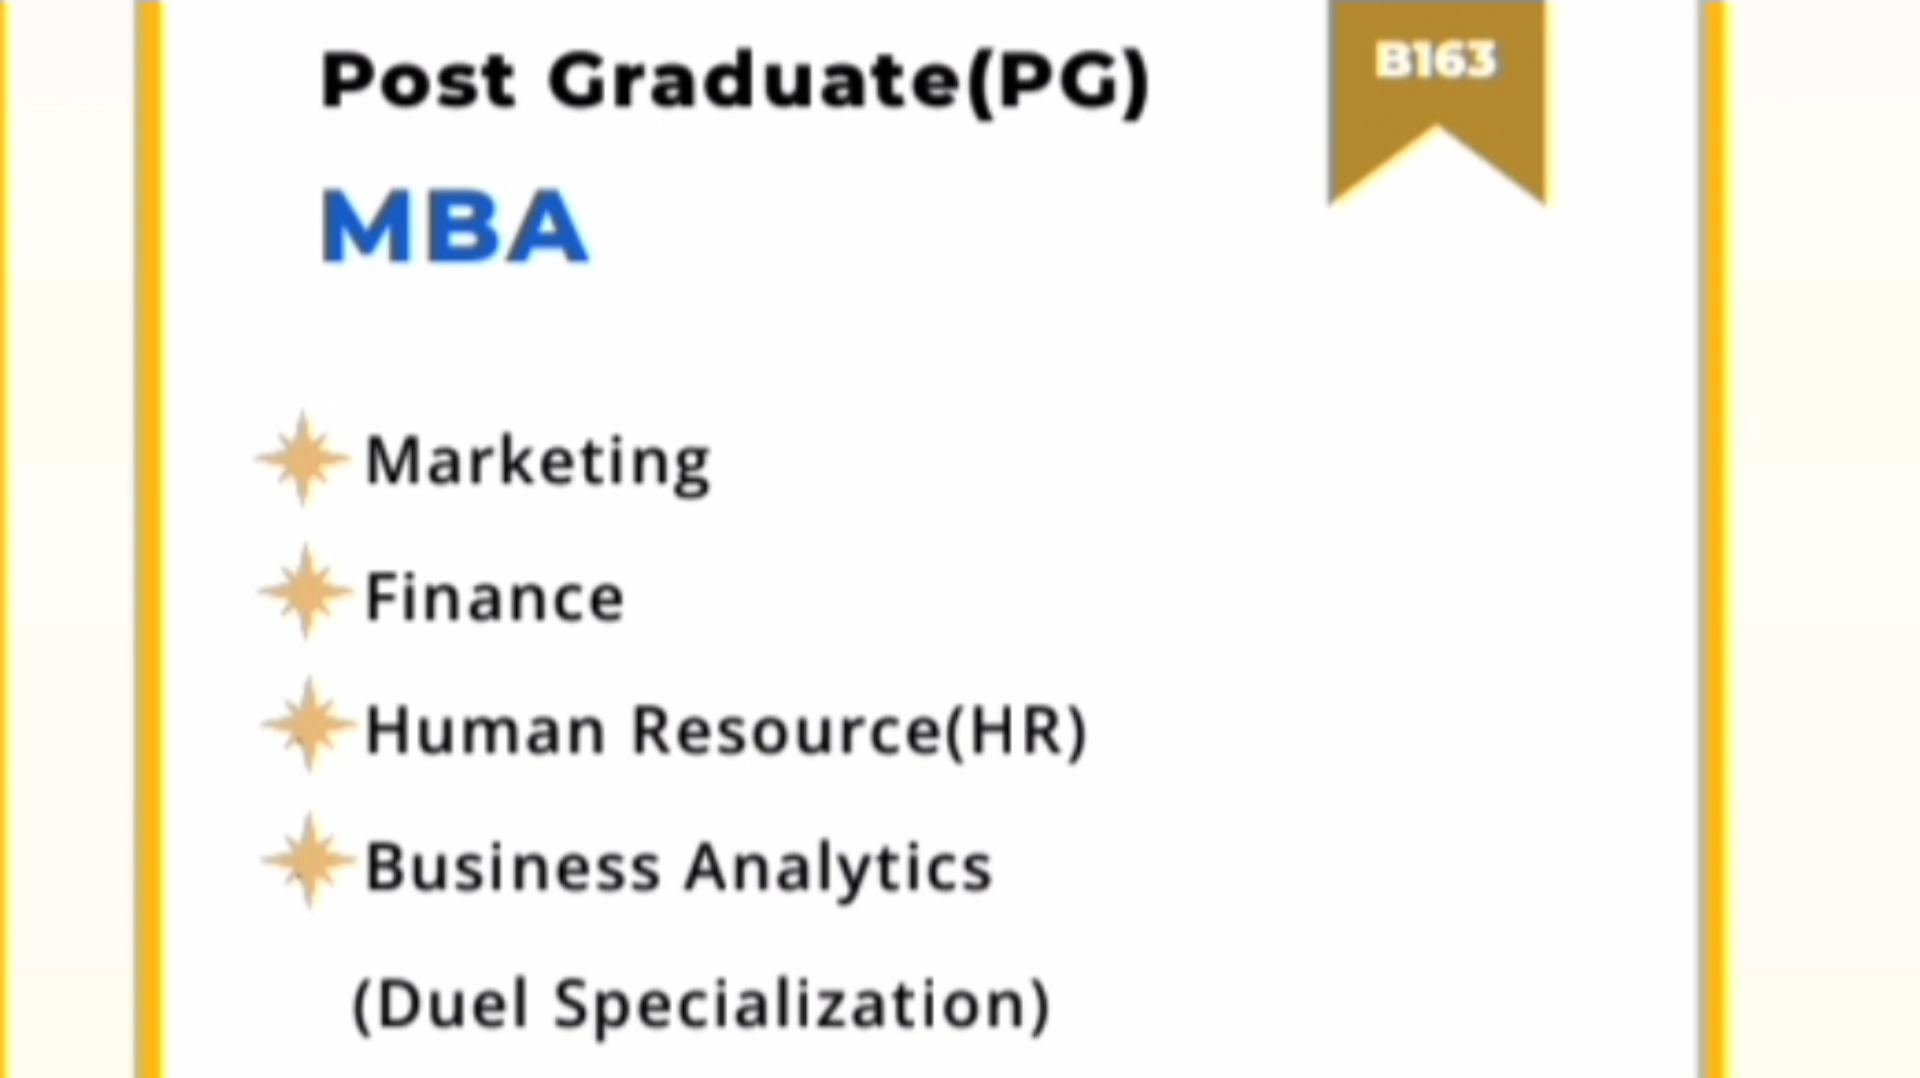 Post Graduate(PG)
B163
MBA
Marketing
Finance
Human Resource(HR)
Business Analytics
(Duel Specialization)